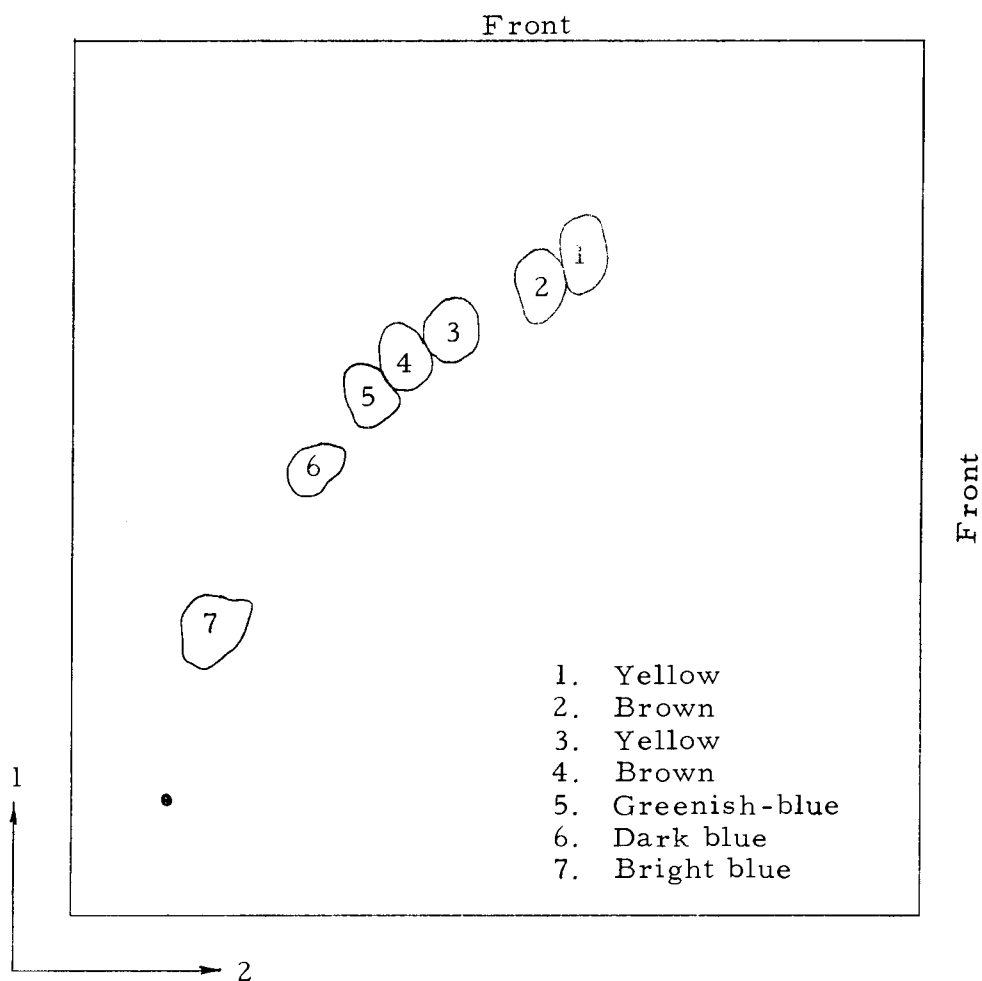 Front
1
2
3
4
5
6
7
Front
1. Yellow
2. Brown
3. Yellow
4. Brown
5. Greenish-blue
6. Dark blue
7. Bright blue
1
2